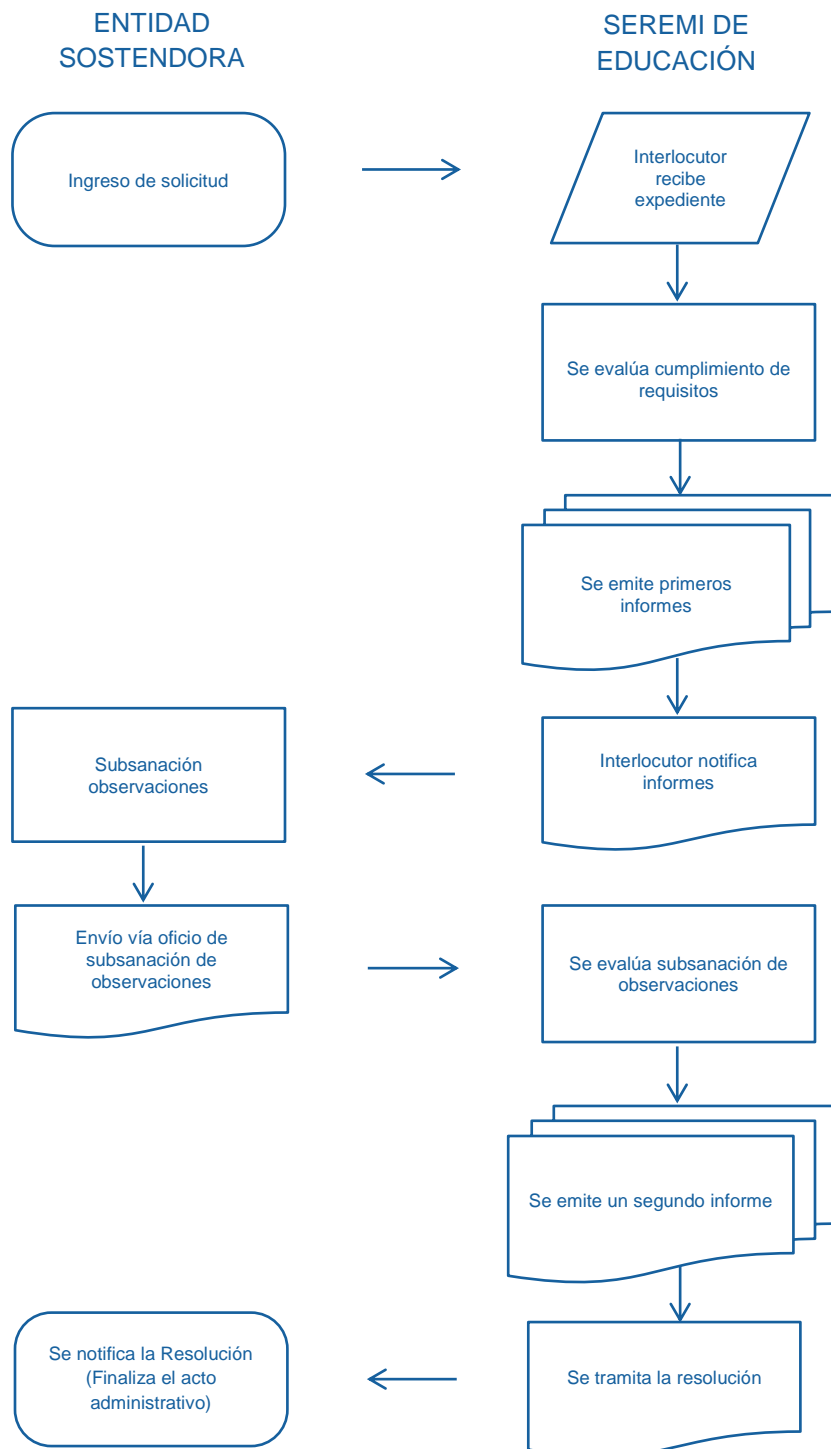 ENTIDAD
SOSTENDORA
SEREMI DE
EDUCACIÓN
Ingreso de solicitud
Interlocutor
recibe
expediente
Se evalúa cumplimiento de
requisitos
Se emite primeros
informes
Interlocutor notifica
informes
Subsanación
observaciones
Envío vía oficio de
subsanación de
observaciones
Se evalúa subsanación de
observaciones
Se emite un segundo informe
Se tramita la resolución
Se notifica la Resolución
(Finaliza el acto
administrativo)